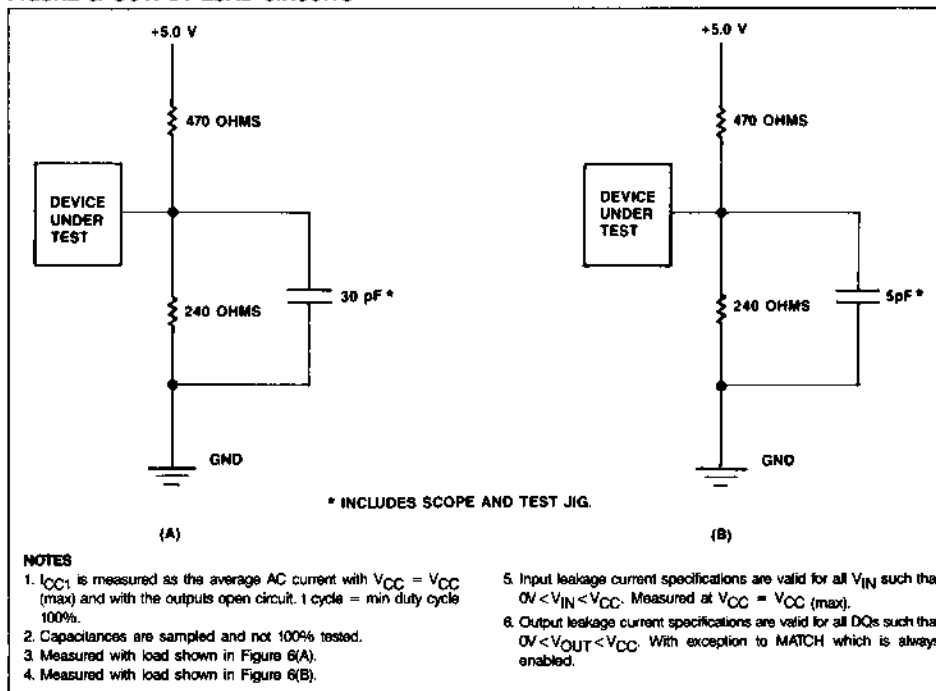 +5.0 V
470 OHMS
DEVICE
UNDER
TEST
240 OHMS
30 pF *
GND
(A)
+5.0 V
470 OHMS
DEVICE
UNDER
TEST
240 OHMS
5pF *
GND
(B)
* INCLUDES SCOPE AND TEST JIG.
NOTES
1. ICC1 is measured as the average AC current with VCC = VCC
(max) and with the outputs open circuit. t cycle = min duty cycle
100%.
2. Capacitances are sampled and not 100% tested.
3. Measured with load shown in Figure 6(A).
4. Measured with load shown in Figure 6(B).
5. Input leakage current specifications are valid for all VIN such that
0V < VIN < VCC. Measured at VCC = VCC (max).
6. Output leakage current specifications are valid for all DQs such that
0V < VOUT < VCC. With exception to MATCH which is always
enabled.